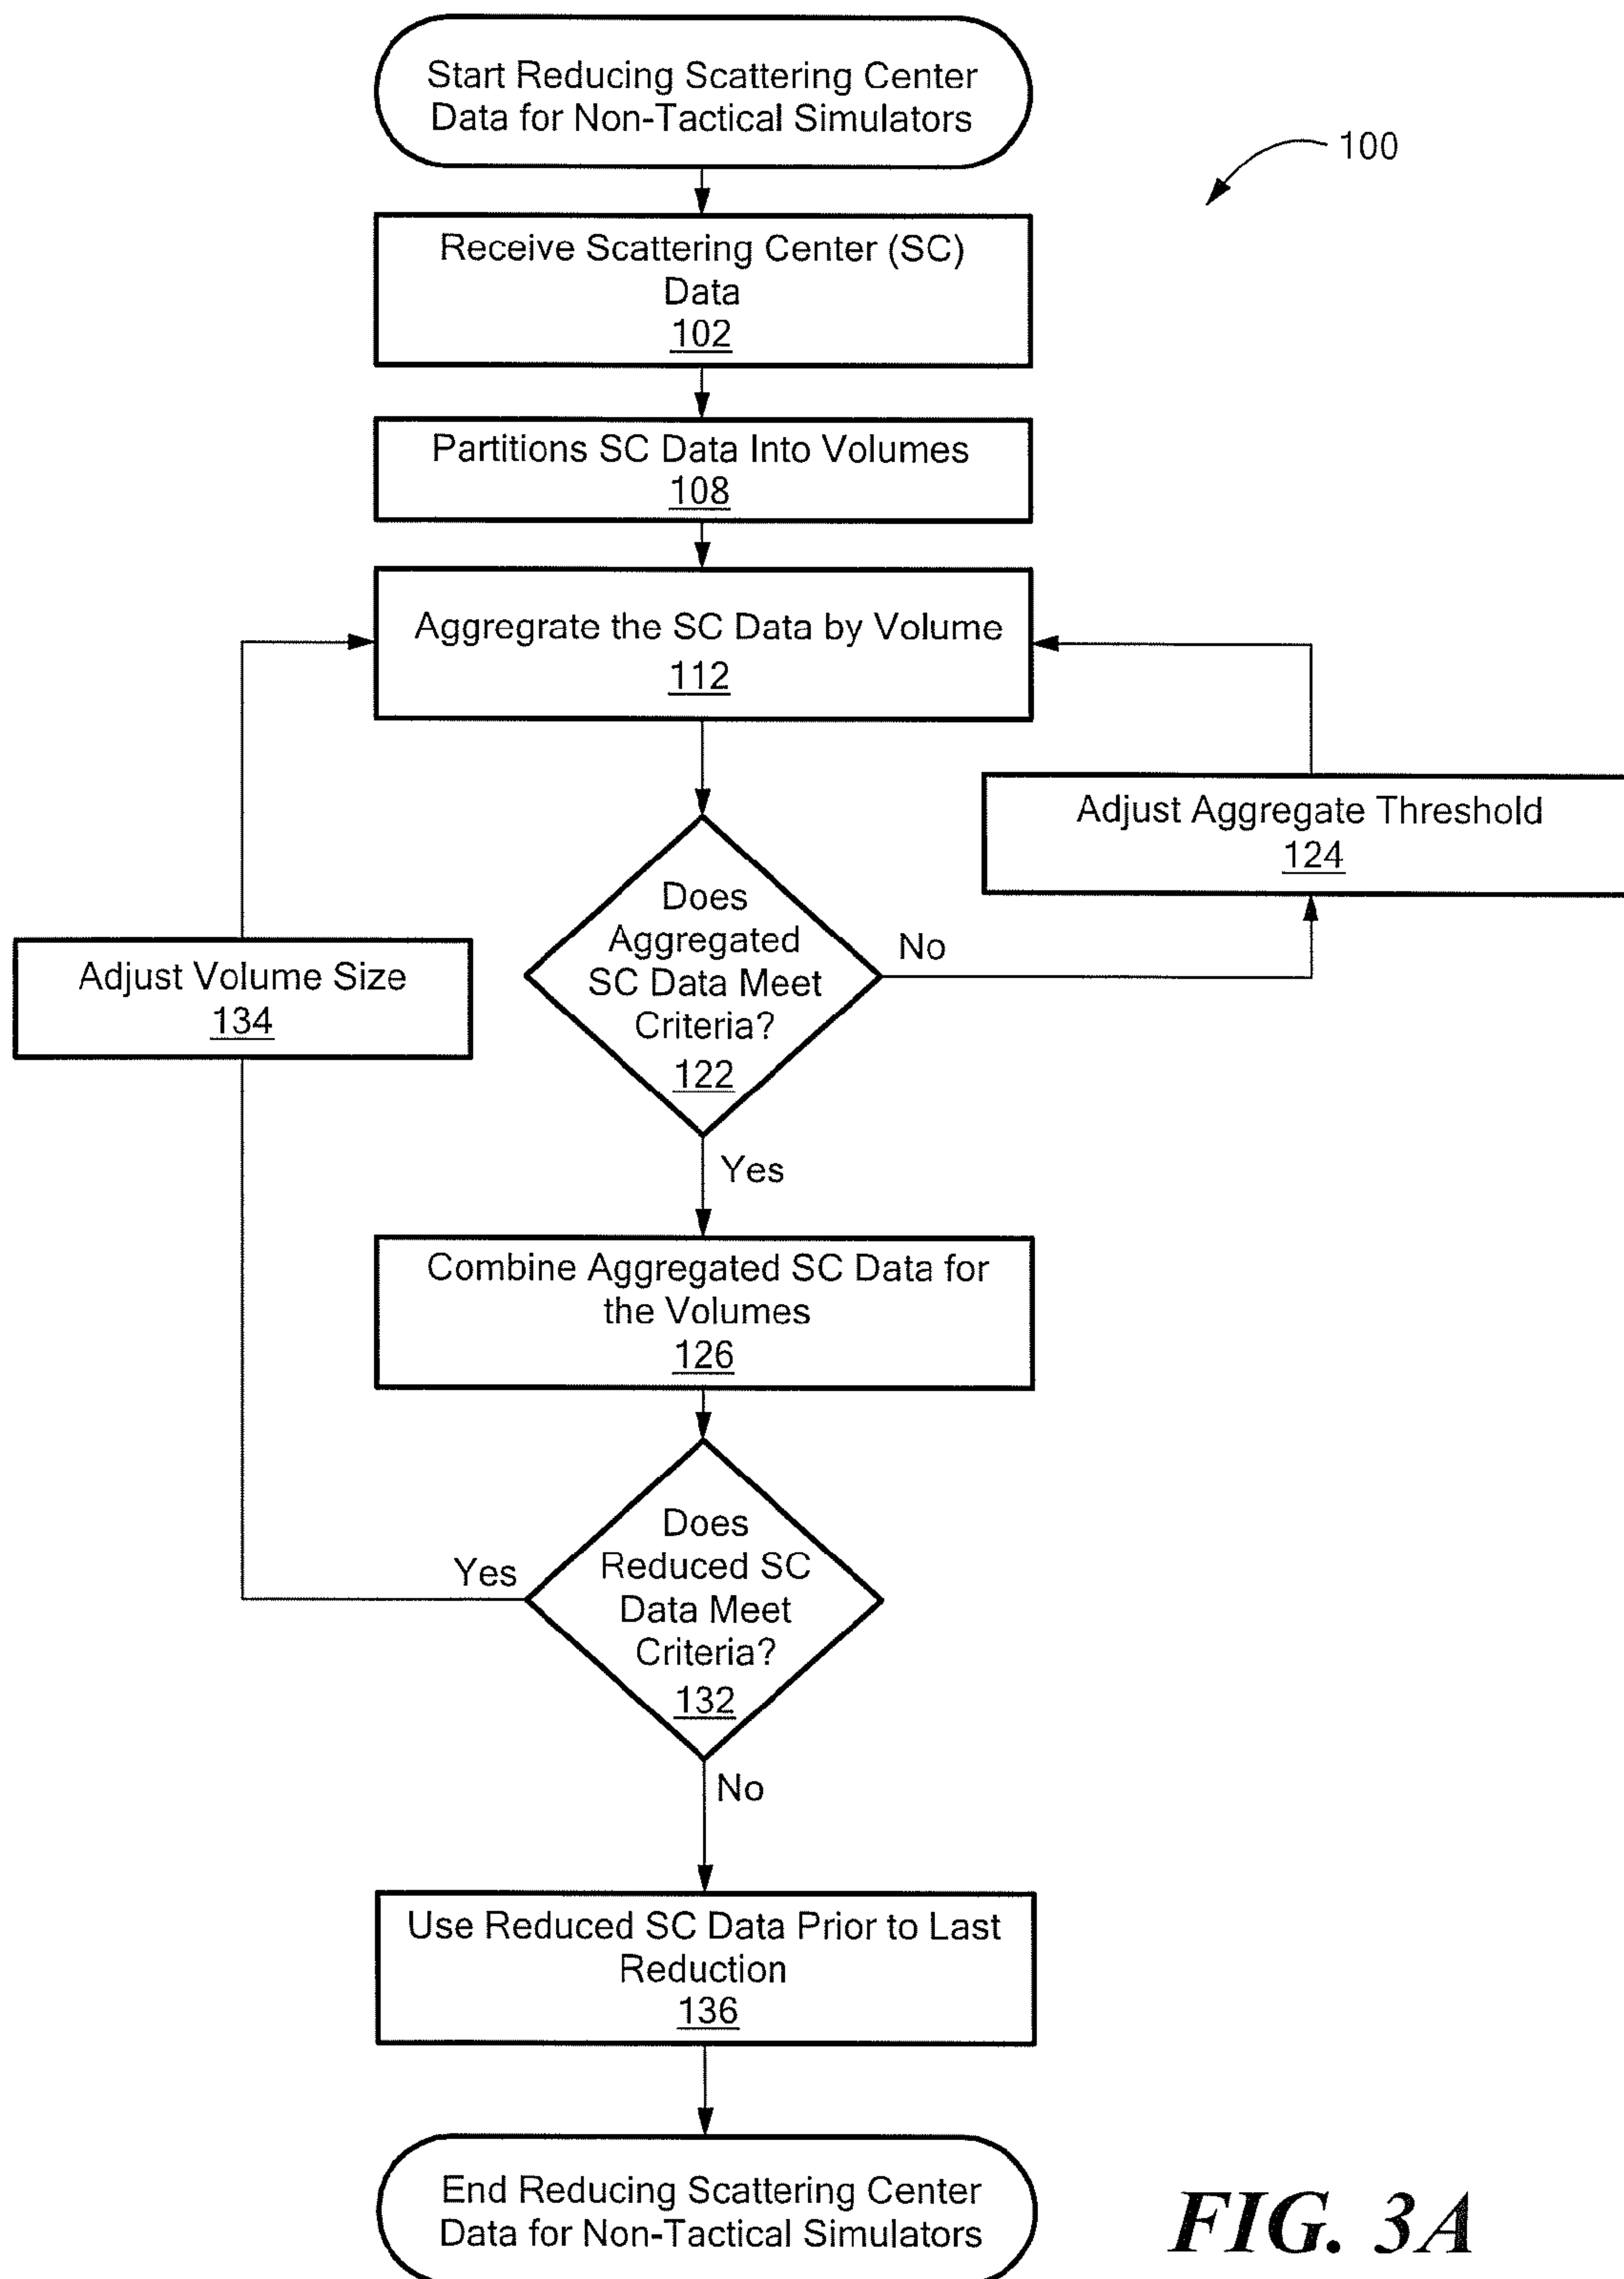 Start Reducing Scattering Center
Data for Non-Tactical Simulators
100
Receive Scattering Center (SC)
Data
102
Partitions SC Data Into Volumes
108
Aggregrate the SC Data by Volume
112
Adjust Aggregate Threshold
124
Does
Aggregated
SC Data Meet
Criteria?
122
No
Adjust Volume Size
134
Yes
Combine Aggregated SC Data for
the Volumes
126
Does
Reduced SC
Data Meet
Criteria?
132
Yes
No
Use Reduced SC Data Prior to Last
Reduction
136
End Reducing Scattering Center
Data for Non-Tactical Simulators
FIG. 3A